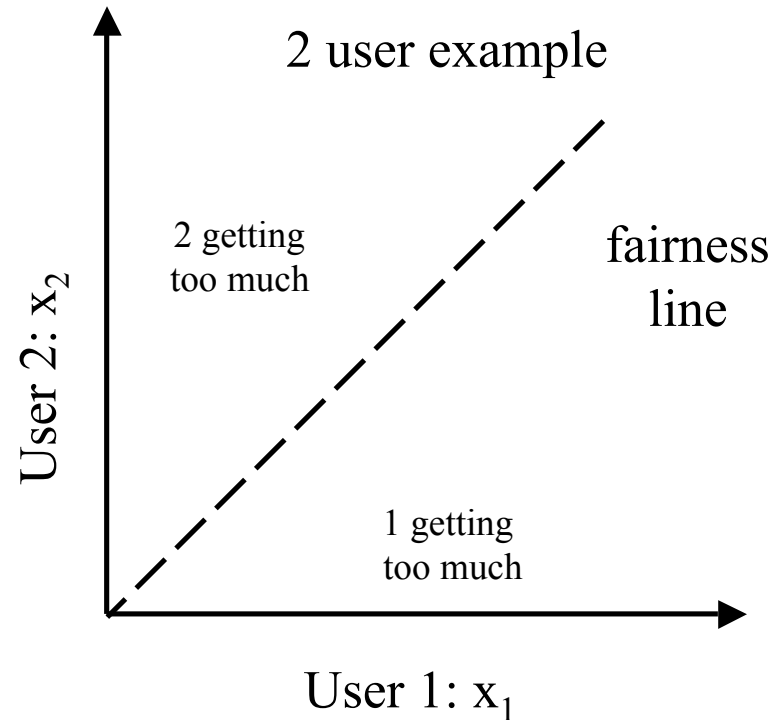 2 user example
2 getting
too much
fairness
line
User 2: x₂
1 getting
too much
User 1: x₁